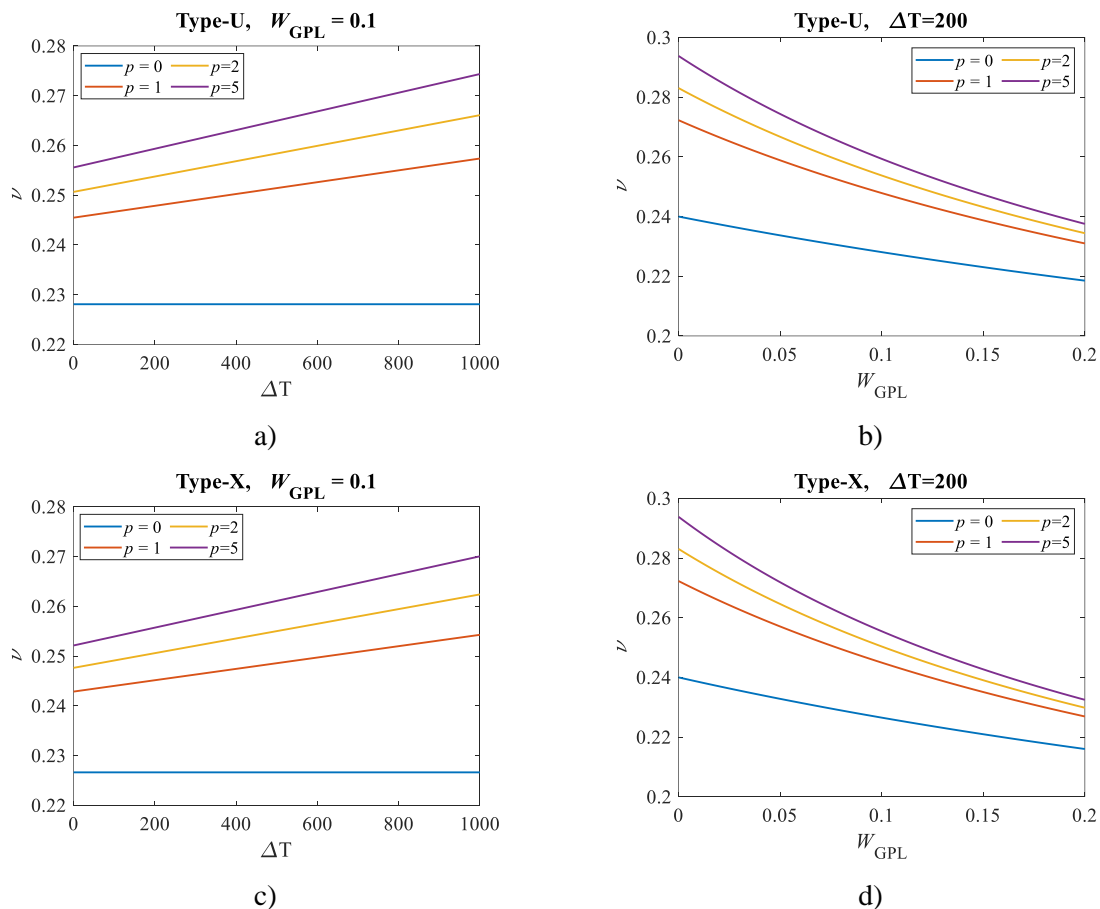 Type-U, W_GPL = 0.1
0.28
0.27
0.26
0.25
0.24
0.23
0.22
ν
p = 0 p=2
p = 1 p=5
0 200 400 600 800 1000
ΔT
a)
Type-U, ΔT=200
0.3
0.28
0.26
0.24
0.22
0.2
ν
p = 0 p=2
p = 1 p=5
0 0.05 0.1 0.15 0.2
W_GPL
b)
Type-X, W_GPL = 0.1
0.28
0.27
0.26
0.25
0.24
0.23
0.22
ν
p = 0 p=2
p = 1 p=5
0 200 400 600 800 1000
ΔT
c)
Type-X, ΔT=200
0.3
0.28
0.26
0.24
0.22
0.2
ν
p = 0 p=2
p = 1 p=5
0 0.05 0.1 0.15 0.2
W_GPL
d)